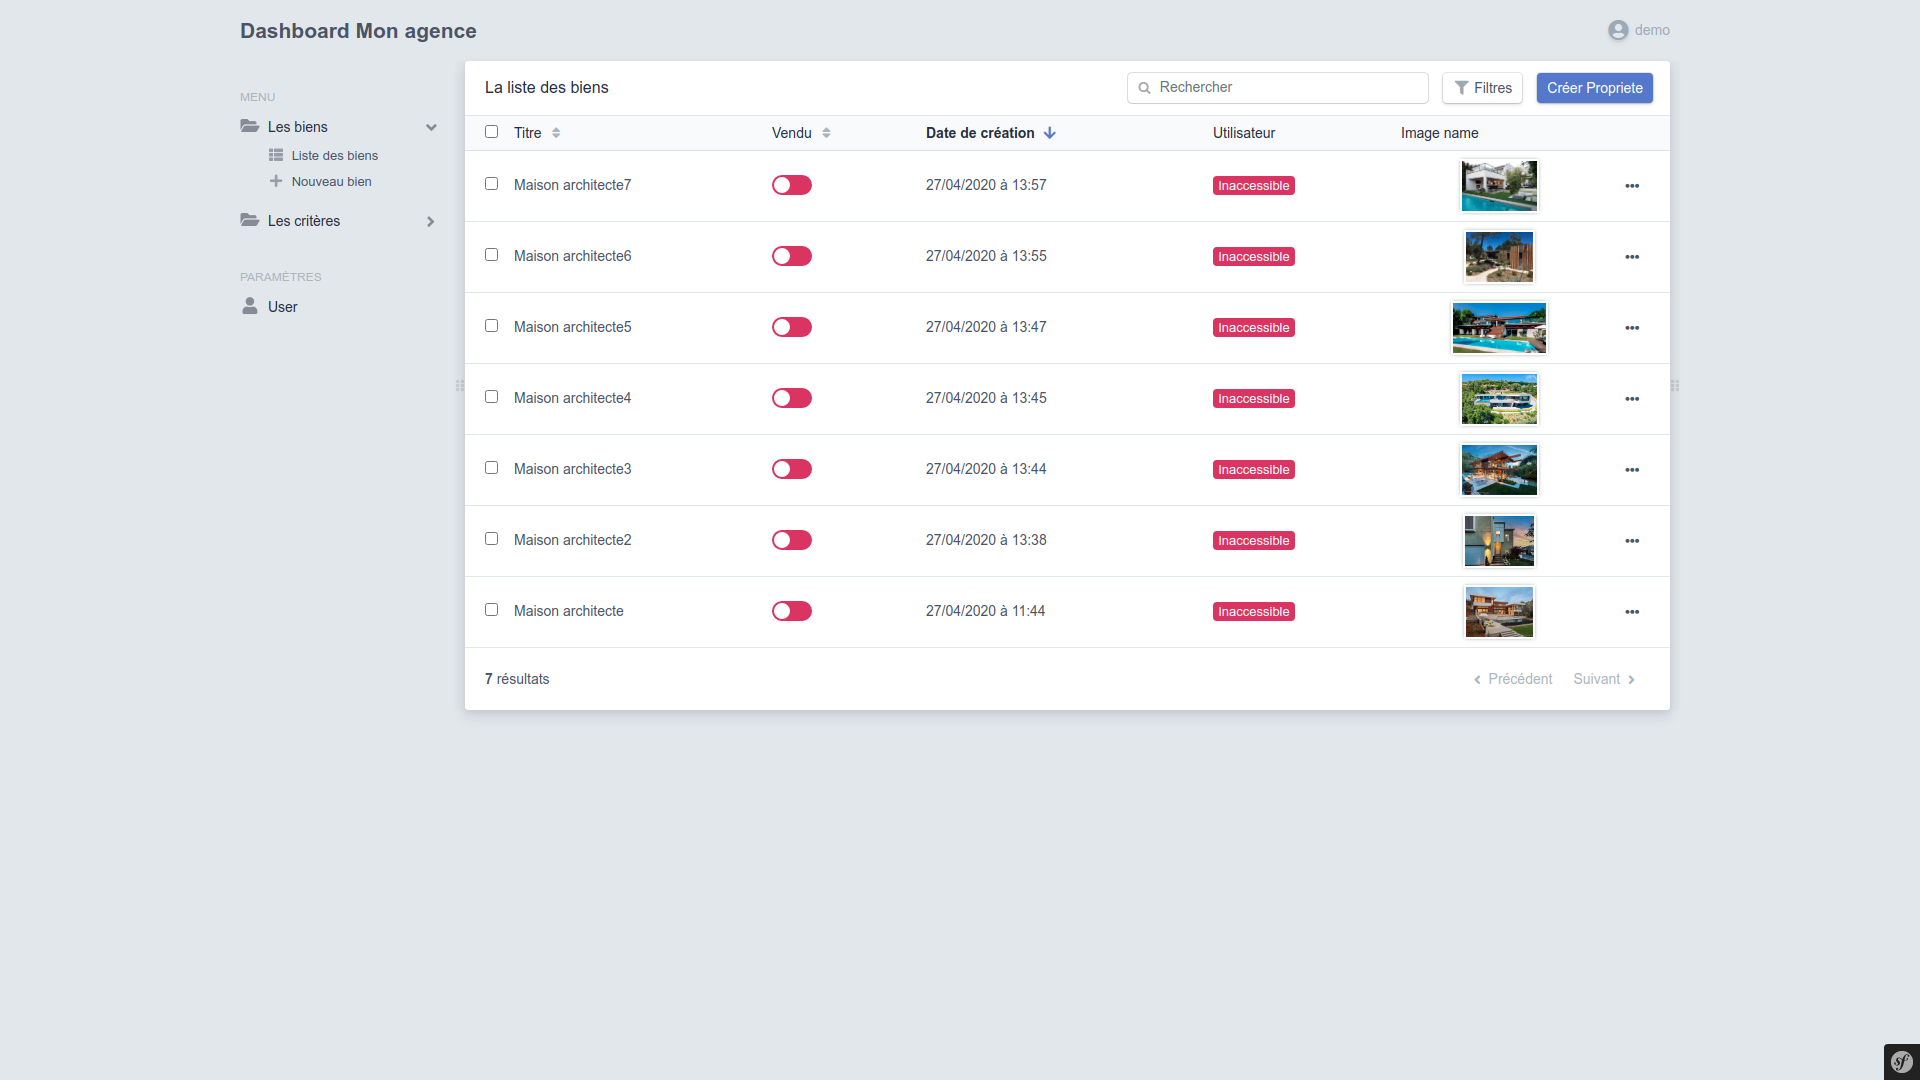 Dashboard Mon agence
demo
MENU
Les biens
Liste des biens
Nouveau bien
Les critères
PARAMÈTRES
User
La liste des biens
Rechercher
Filtres
Créer Propriete
Titre Vendu Date de création Utilisateur Image name
Maison architecte7 27/04/2020 à 13:57 Inaccessible
Maison architecte6 27/04/2020 à 13:55 Inaccessible
Maison architecte5 27/04/2020 à 13:47 Inaccessible
Maison architecte4 27/04/2020 à 13:45 Inaccessible
Maison architecte3 27/04/2020 à 13:44 Inaccessible
Maison architecte2 27/04/2020 à 13:38 Inaccessible
Maison architecte 27/04/2020 à 11:44 Inaccessible
7 résultats
Précédent Suivant
sf